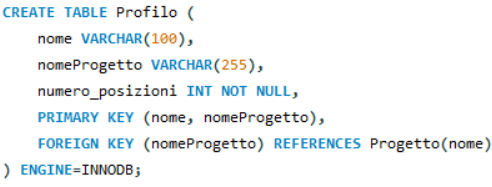 CREATE TABLE Profilo (
    nome VARCHAR(100),
    nomeProgetto VARCHAR(255),
    numero_posizioni INT NOT NULL,
    PRIMARY KEY (nome, nomeProgetto),
    FOREIGN KEY (nomeProgetto) REFERENCES Progetto(nome)
) ENGINE=INNODB;